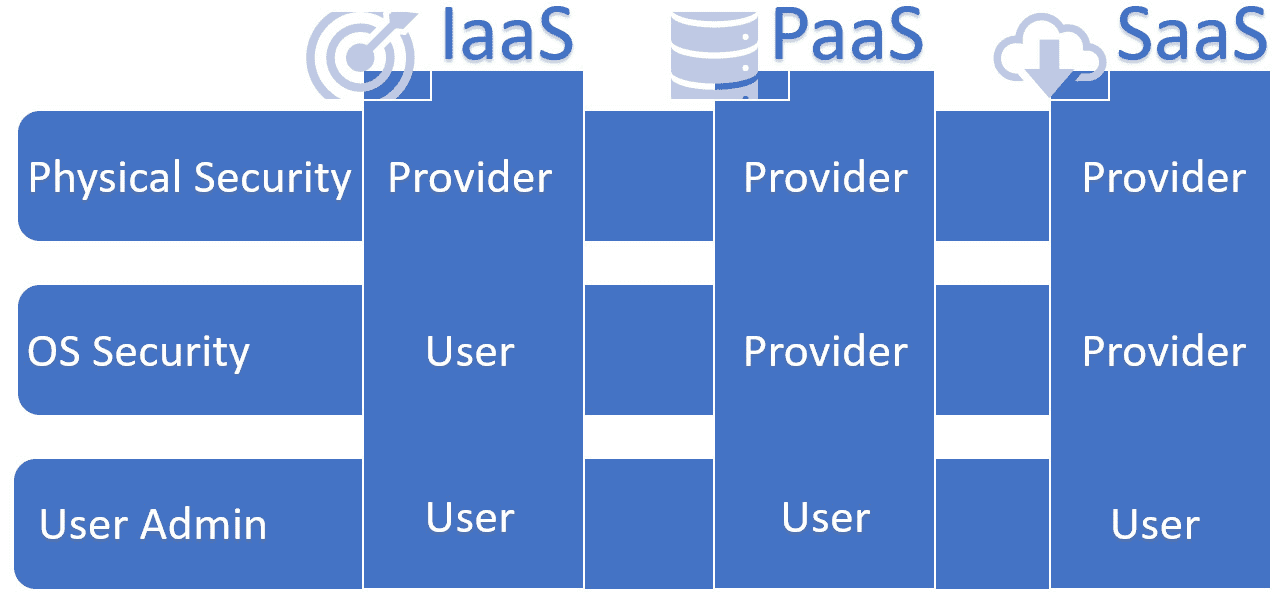 IaaS PaaS SaaS
Physical Security Provider Provider Provider
OS Security User Provider Provider
User Admin User User User